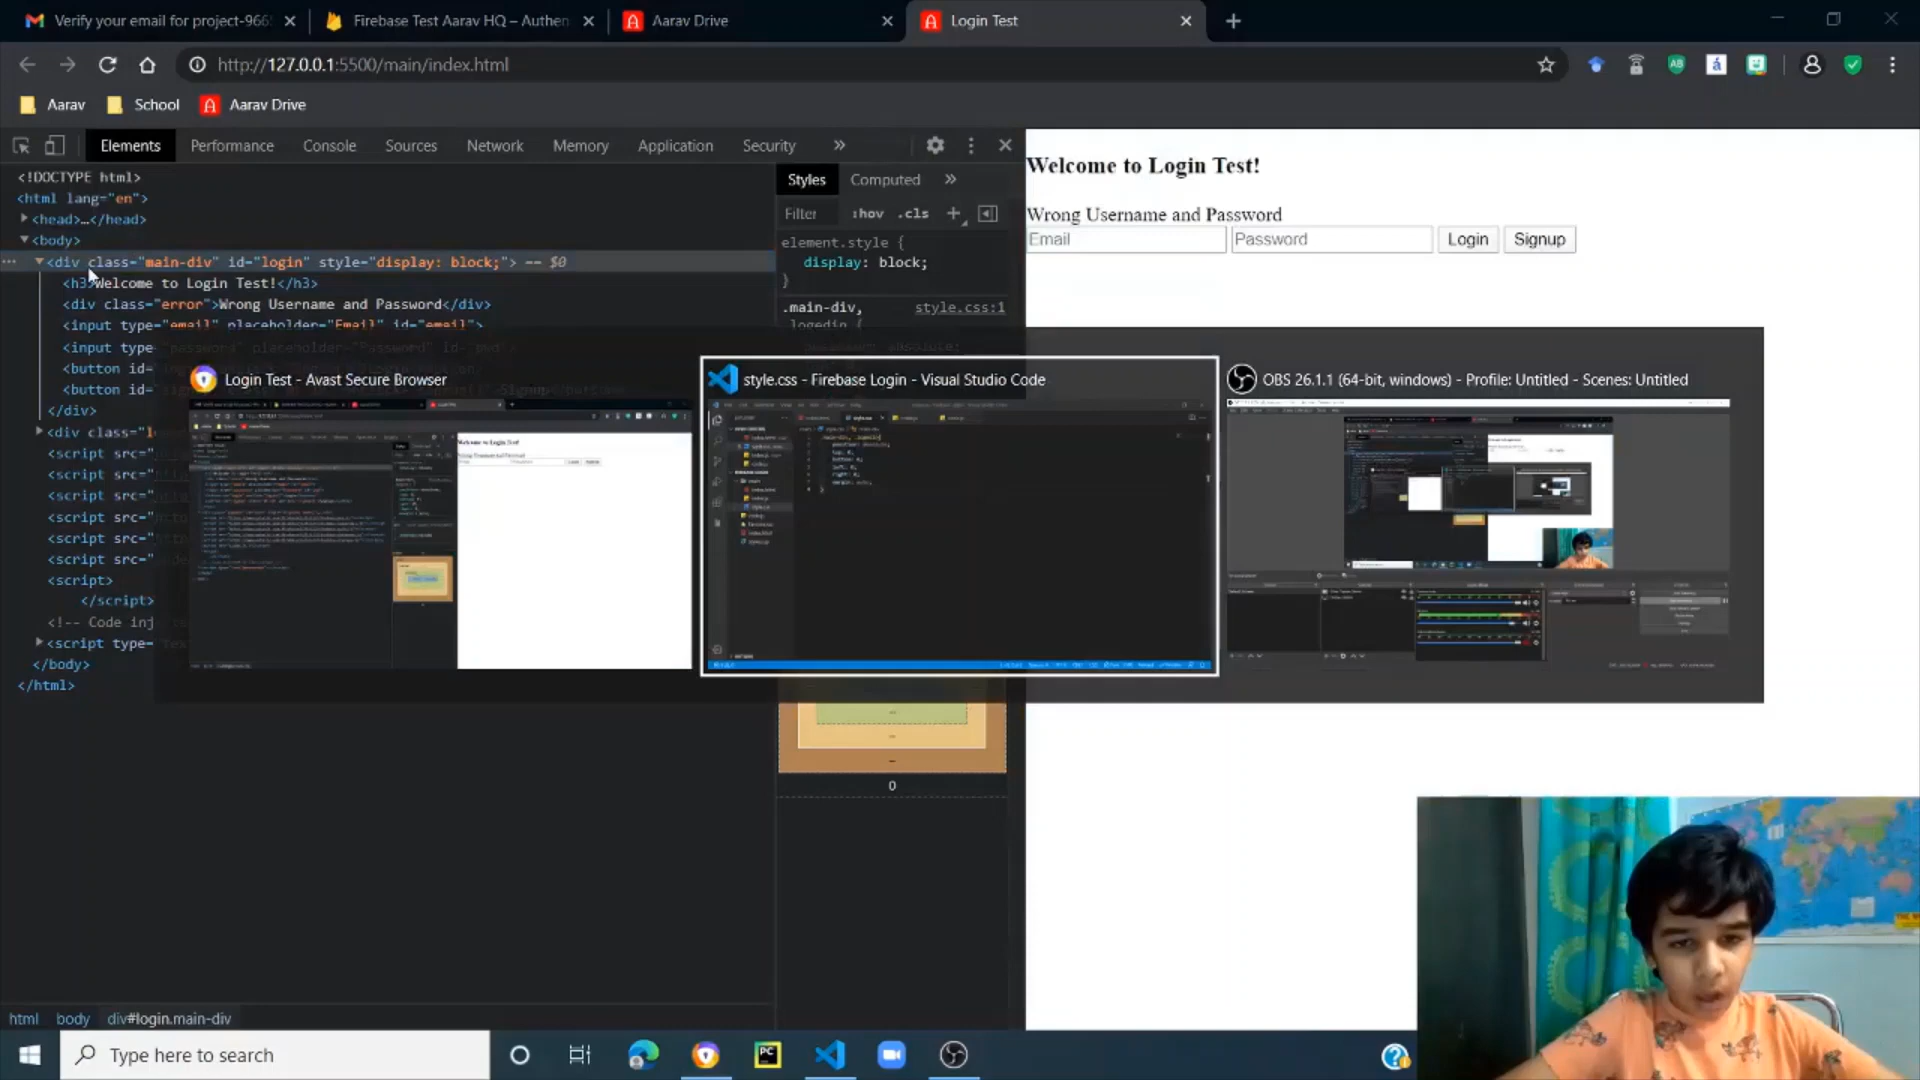 Verify your email for project-966
Firebase Test Aarav HQ – Authen
Aarav Drive
Login Test
http://127.0.0.1:5500/main/index.html
Aarav
School
Aarav Drive
Elements
Performance
Console
Sources
Network
Memory
Application
Security
Styles
Computed
Filter
:hov
.cls
<!DOCTYPE html>
<html lang="en">
<head>…</head>
<body>
<div class="main-div" id="login" style="display: block;"> == $0
<h3>Welcome to Login Test!</h3>
<div class="error">Wrong Username and Password</div>
<input type="email" placeholder="Email" id="email">
<input type=
<button id=
<button id=
</div>
<div class="l
<script src=
<script src=
<script src=
<script src=
<script src=
<script src=
<script>
</script>
<!-- Code inj
<script type=
</body>
</html>
element.style {
display: block;
}
.main-div,
style.css:1
Welcome to Login Test!
Wrong Username and Password
Email
Password
Login
Signup
Login Test - Avast Secure Browser
style.css - Firebase Login - Visual Studio Code
OBS 26.1.1 (64-bit, windows) - Profile: Untitled - Scenes: Untitled
0
html
body
div#login.main-div
Type here to search
PC